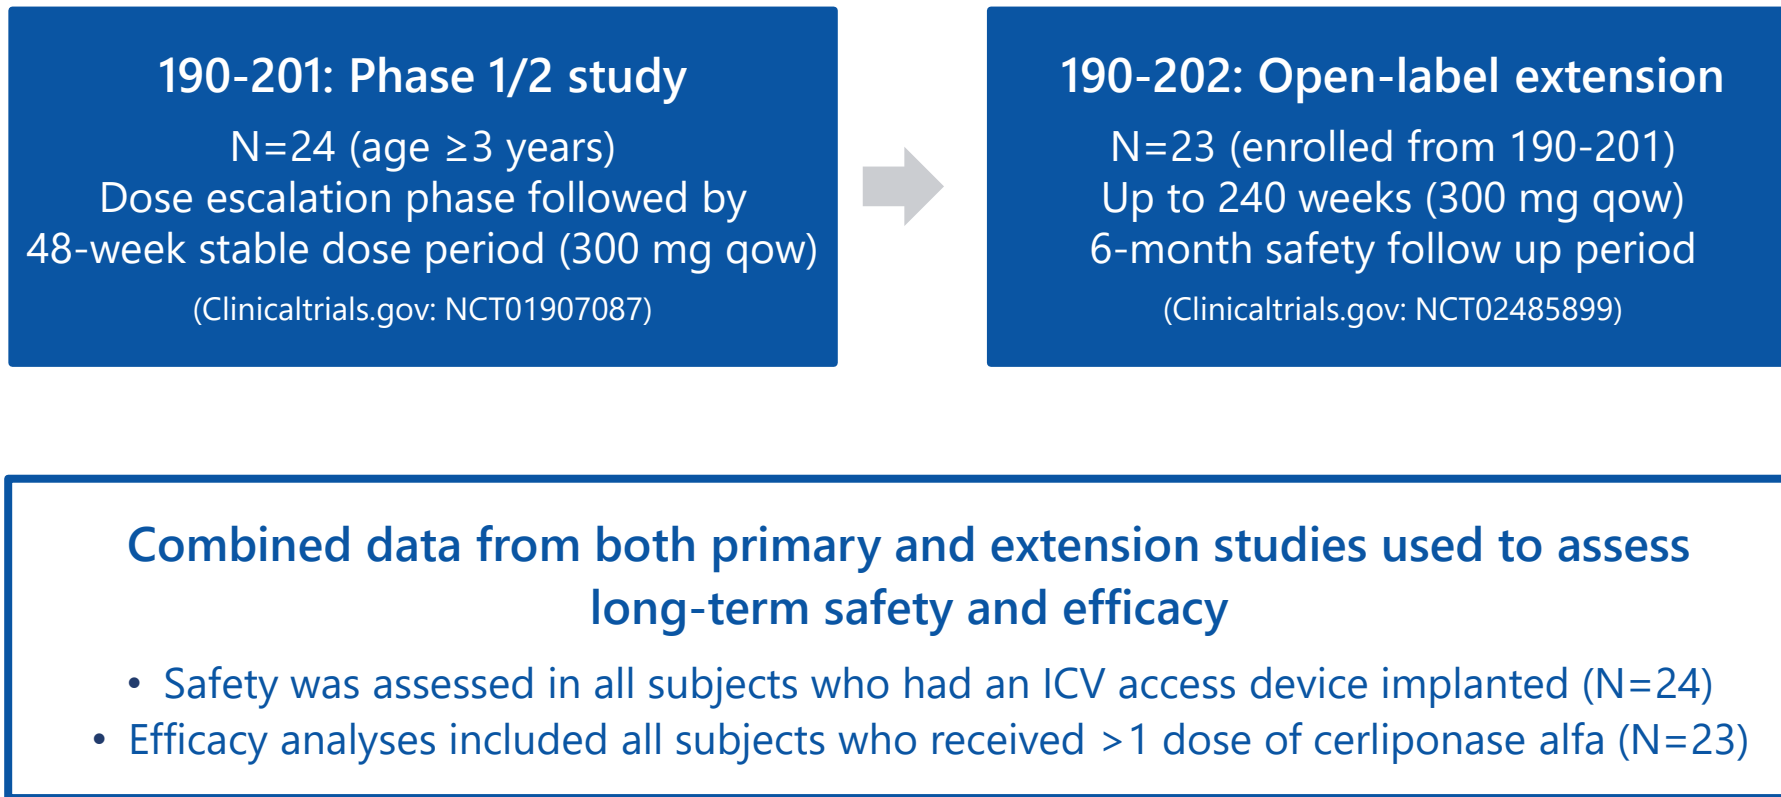 190-201: Phase 1/2 study
N=24 (age ≥3 years)
Dose escalation phase followed by
48-week stable dose period (300 mg qow)
(Clinicaltrials.gov: NCT01907087)
190-202: Open-label extension
N=23 (enrolled from 190-201)
Up to 240 weeks (300 mg qow)
6-month safety follow up period
(Clinicaltrials.gov: NCT02485899)
Combined data from both primary and extension studies used to assess
long-term safety and efficacy
• Safety was assessed in all subjects who had an ICV access device implanted (N=24)
• Efficacy analyses included all subjects who received >1 dose of cerliponase alfa (N=23)